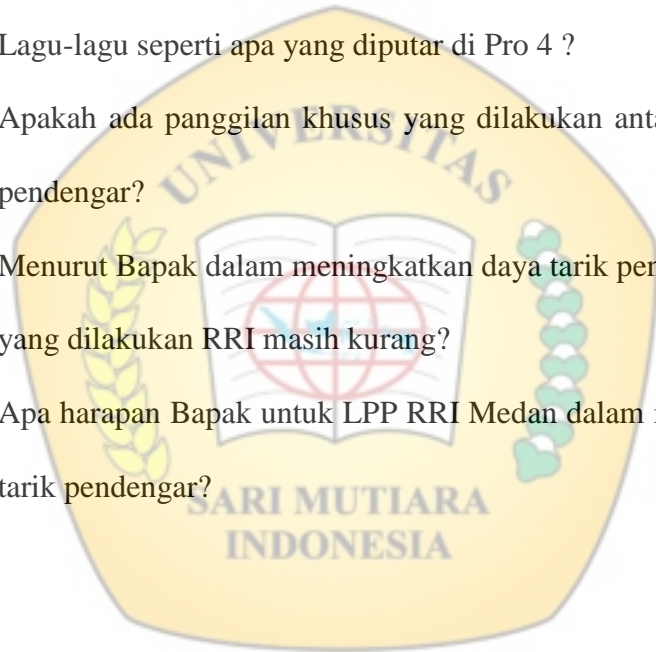 Lagu-lagu seperti apa yang diputar di Pro 4 ?
Apakah ada panggilan khusus yang dilakukan
pendengar?
Menurut Bapak dalam meningkatkan daya tarik
yang dilakukan RRI masih kurang?
Apa harapan Bapak untuk LPP RRI Medan dalam
tarik pendengar?
UNIVERSITAS
SARI MUTIARA
INDONESIA